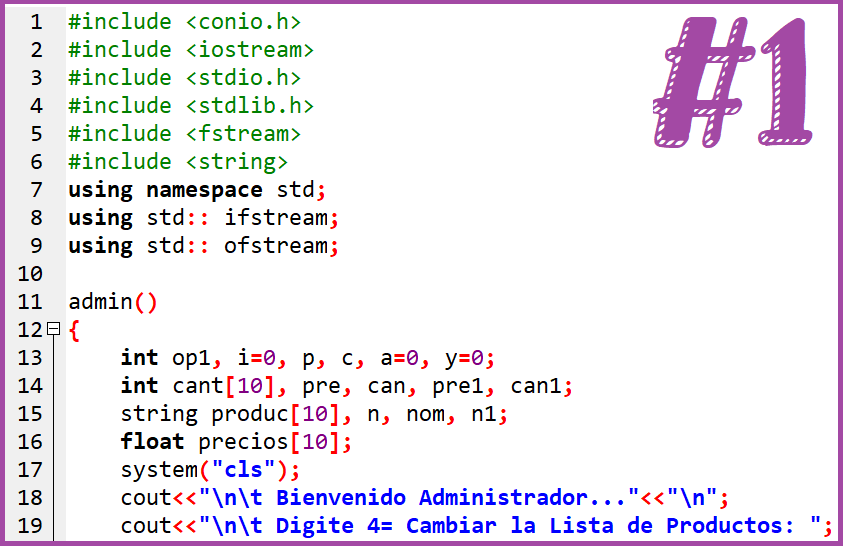 #1
1 #include <conio.h>
2 #include <iostream>
3 #include <stdio.h>
4 #include <stdlib.h>
5 #include <fstream>
6 #include <string>
7 using namespace std;
8 using std:: ifstream;
9 using std:: ofstream;
10
11 admin()
12 {
13     int op1, i=0, p, c, a=0, y=0;
14     int cant[10], pre, can, pre1, can1;
15     string produc[10], n, nom, n1;
16     float precios[10];
17     system("cls");
18     cout<<"\n\t Bienvenido Administrador..."<<"\n";
19     cout<<"\n\t Digite 4= Cambiar la Lista de Productos: ";